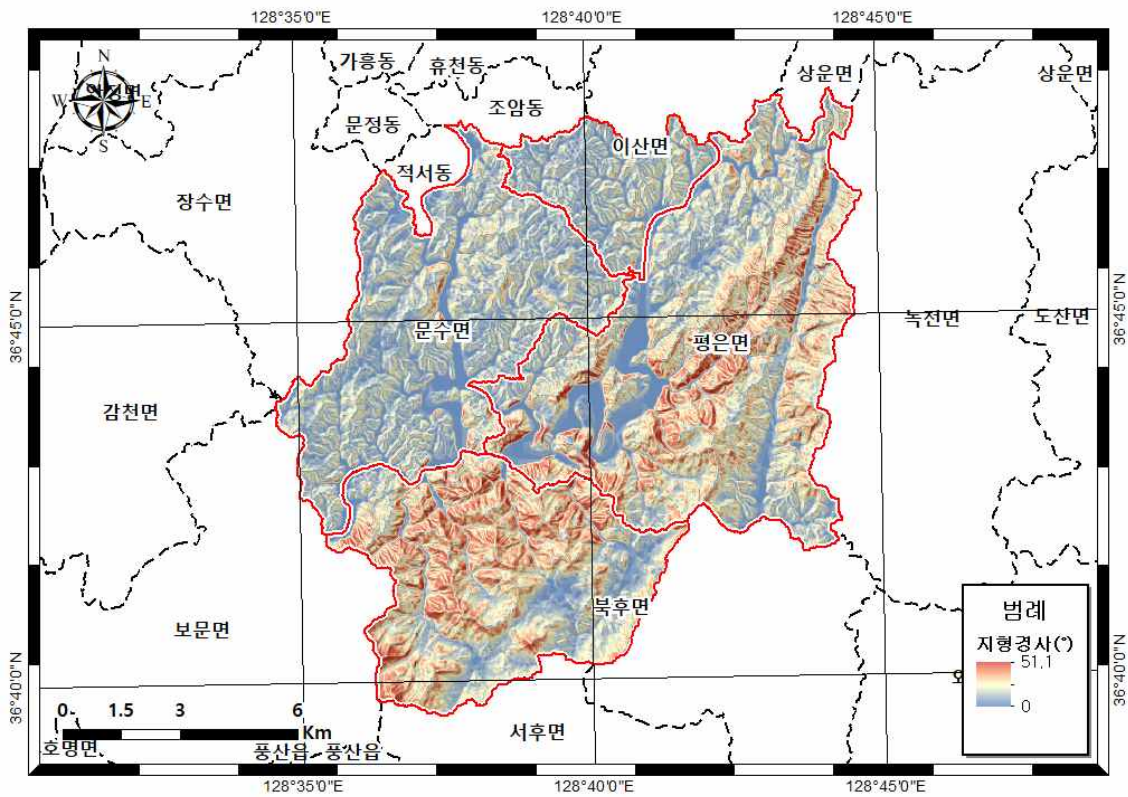 128°35'0"E
128°40'0"E
128°45'0"E
N
W
E
S
가흥동
휴천동
상운면
상운면
조암동
문정동
이산면
적서동
장수면
36°45'0"N
36°45'0"N
문수면
평은면
녹전면
도산면
감천면
북후면
보문면
범례
지형경사(°)
51.1
0
36°40'0"N
36°40'0"N
0
1.5
3
6
Km
호명면
풍산읍
풍산읍
서후면
128°35'0"E
128°40'0"E
128°45'0"E